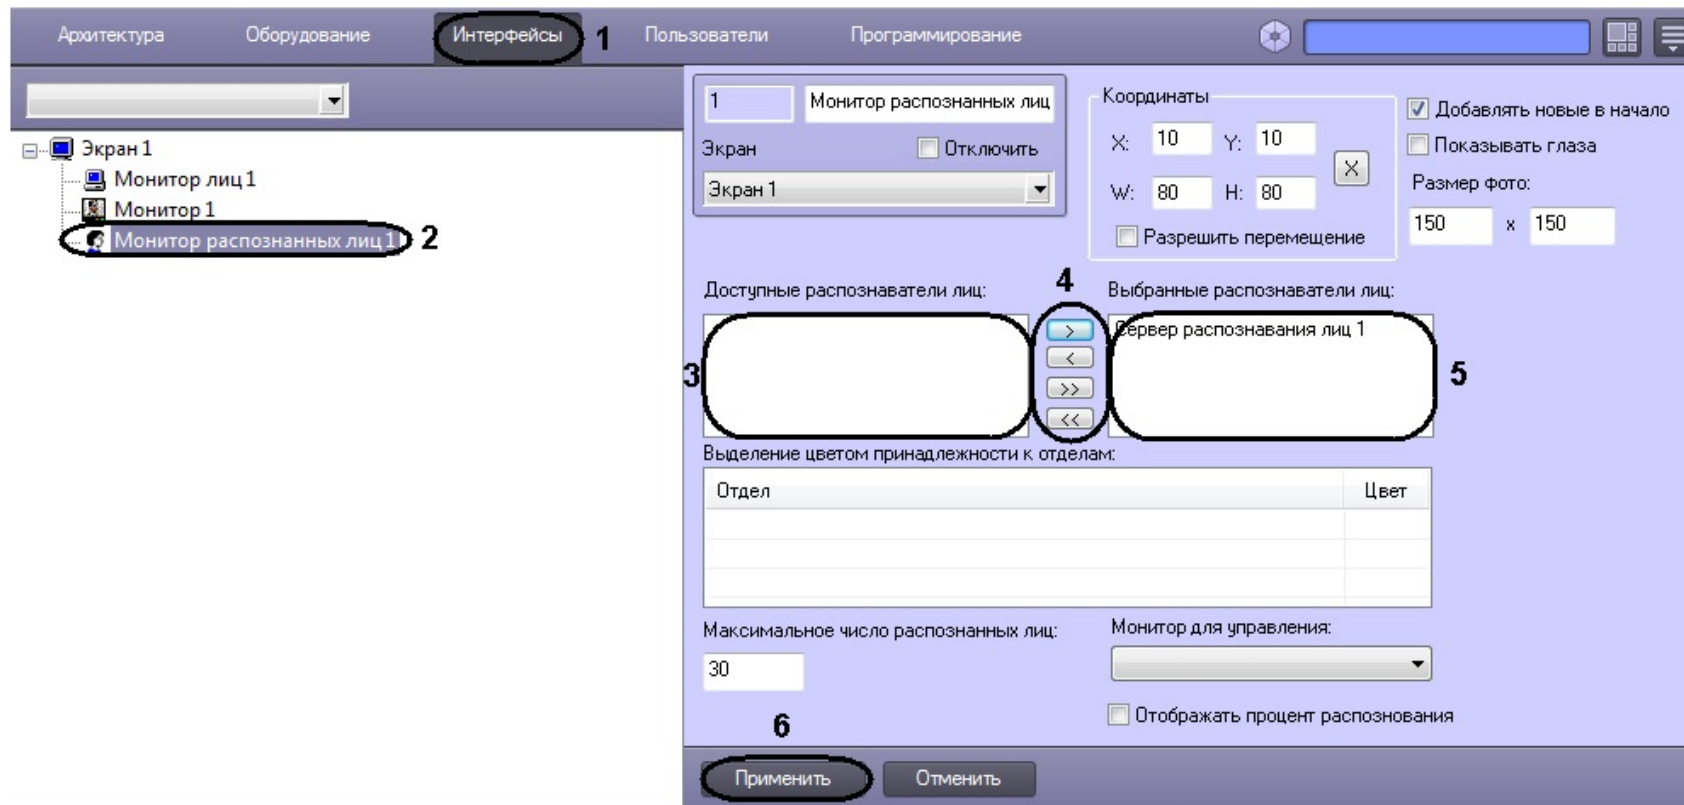 Архитектура Оборудование Интерфейсы 1 Пользователи Программирование
Экран 1
Монитор лиц 1
Монитор 1
Монитор распознанных лиц 1 2
1 Монитор распознанных лиц
Экран Отключить
Экран 1
Координаты
X: 10 Y: 10
W: 80 H: 80
X
Разрешить перемещение
Добавлять новые в начало
Показывать глаза
Размер фото:
150 x 150
Доступные распознаватели лиц:
4
Выбранные распознаватели лиц:
3
>
<
>>
<<
Сервер распознавания лиц 1
5
Выделение цветом принадлежности к отделам:
Отдел Цвет
Максимальное число распознанных лиц:
30
Монитор для управления:
Отображать процент распознования
6
Применить Отменить